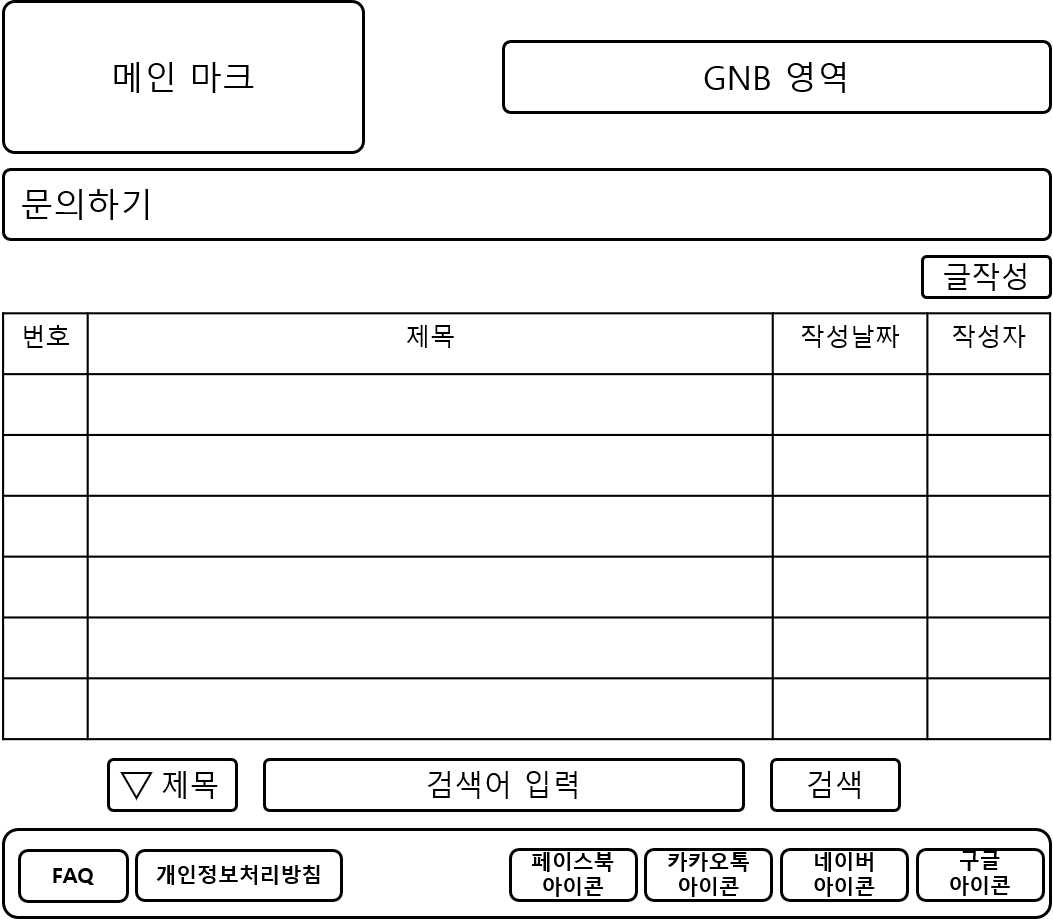 메인 마크
GNB 영역
문의하기
글작성
번호 제목 작성날짜 작성자
▽ 제목 검색어 입력 검색
FAQ
개인정보처리방침
페이스북
아이콘
카카오톡
아이콘
네이버
아이콘
구글
아이콘